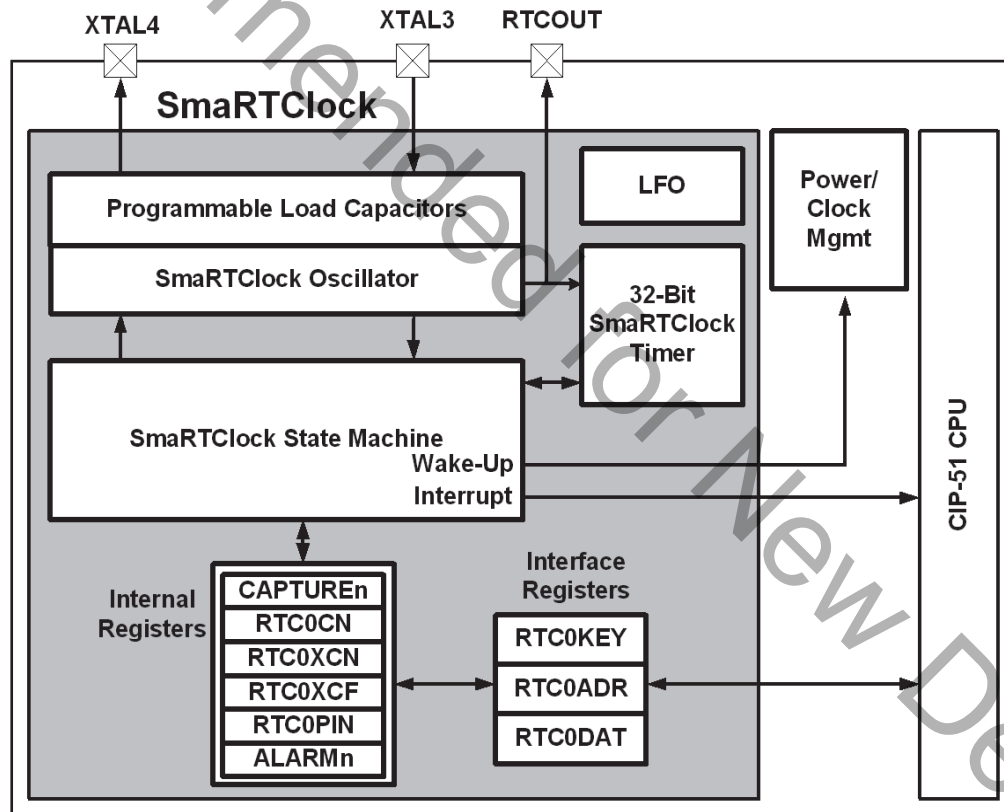 XTAL4
XTAL3
RTCOUT
SmaRTClock
Programmable Load Capacitors
SmaRTClock Oscillator
LFO
32-Bit
SmaRTClock
Timer
Power/
Clock
Mgmt
SmaRTClock State Machine
Wake-Up
Interrupt
CIP-51 CPU
Internal
Registers
CAPTUREn
RTC0CN
RTC0XCN
RTC0XCF
RTC0PIN
ALARMn
Interface
Registers
RTC0KEY
RTC0ADR
RTC0DAT
for New